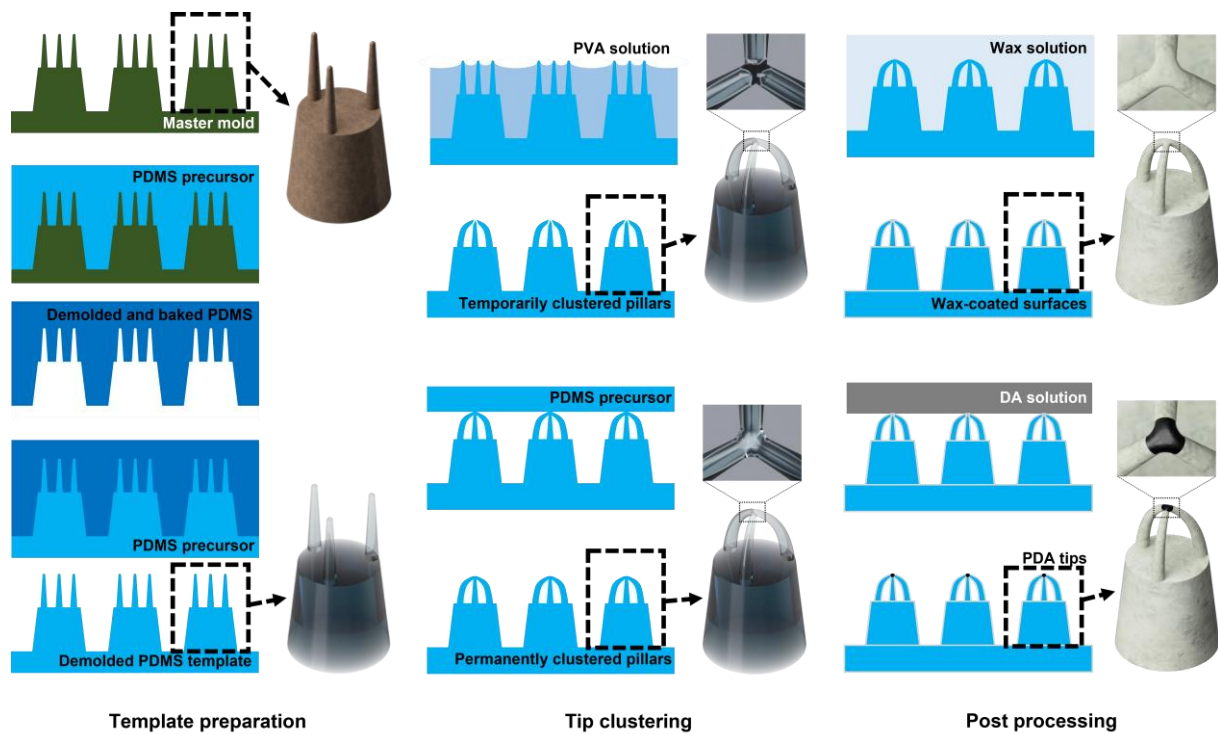 Master mold
PDMS precursor
Demolded and baked PDMS
PDMS precursor
Demolded PDMS template
Template preparation
PVA solution
Temporarily clustered pillars
PDMS precursor
Permanently clustered pillars
Tip clustering
Wax solution
Wax-coated surfaces
DA solution
PDA tips
Post processing